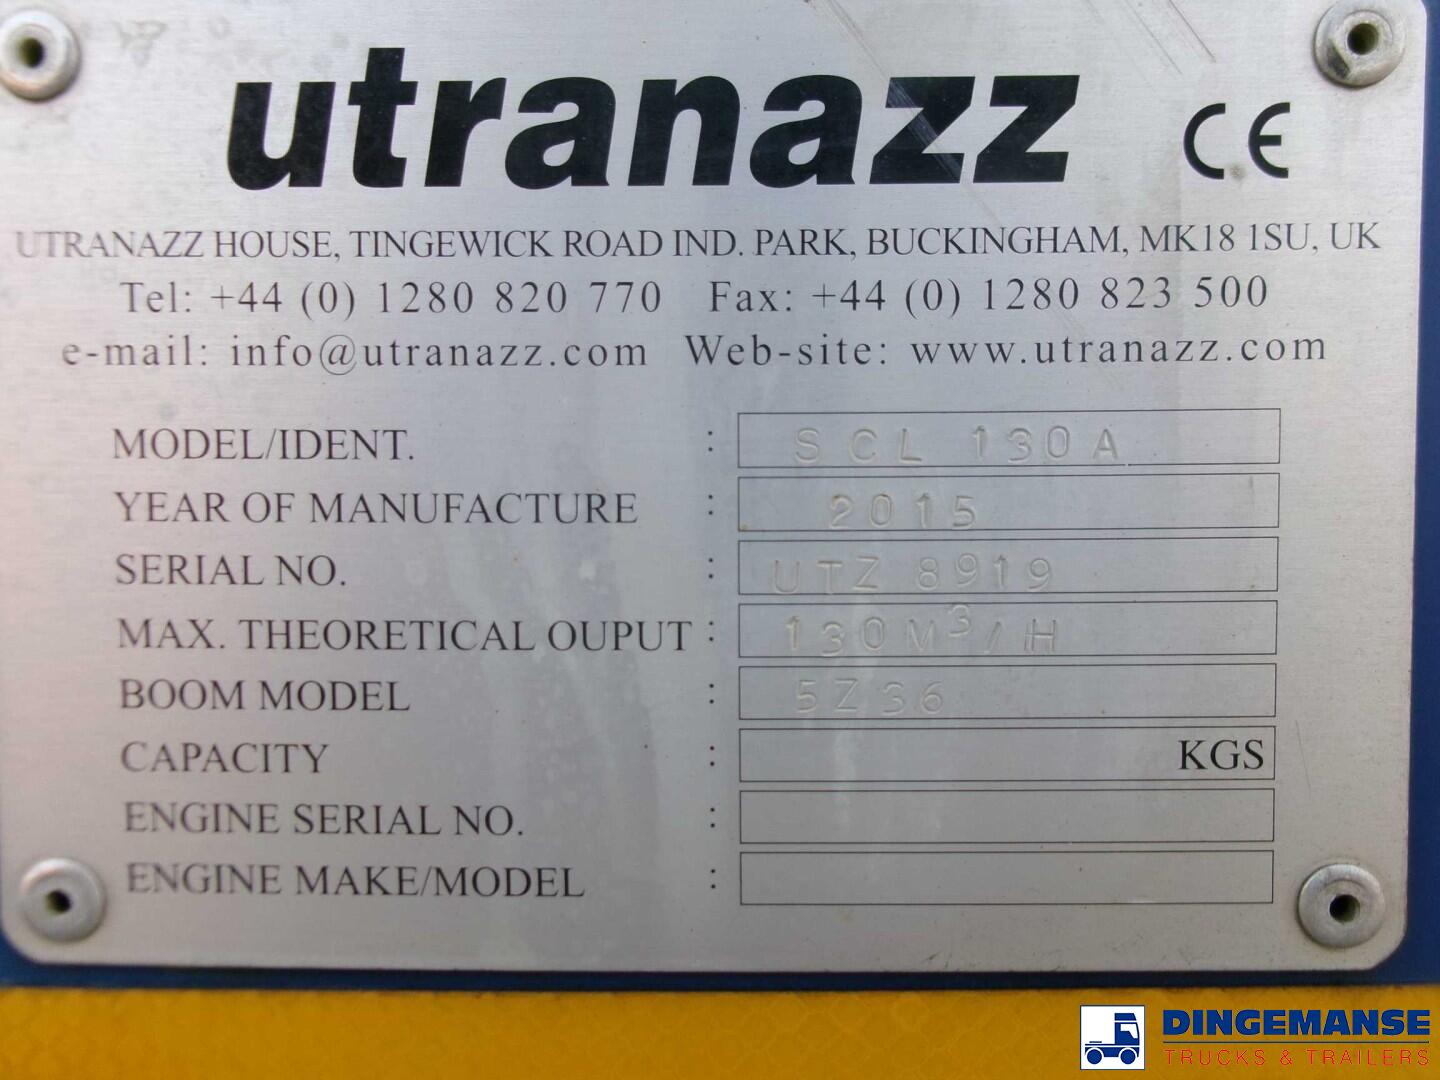 utranazz CE
UTRANAZZ HOUSE, TINGEWICK ROAD IND. PARK, BUCKINGHAM, MK18 1SU, UK
Tel: +44 (0) 1280 820 770 Fax: +44 (0) 1280 823 500
e-mail: info@utranazz.com Web-site: www.utranazz.com
MODEL/IDENT. : SCL 130A
YEAR OF MANUFACTURE : 2015
SERIAL NO. : UTZ 8919
MAX. THEORETICAL OUPUT : 130M³/H
BOOM MODEL : 5Z36
CAPACITY : KGS
ENGINE SERIAL NO. :
ENGINE MAKE/MODEL :
DINGEMANSE
TRUCKS & TRAILERS